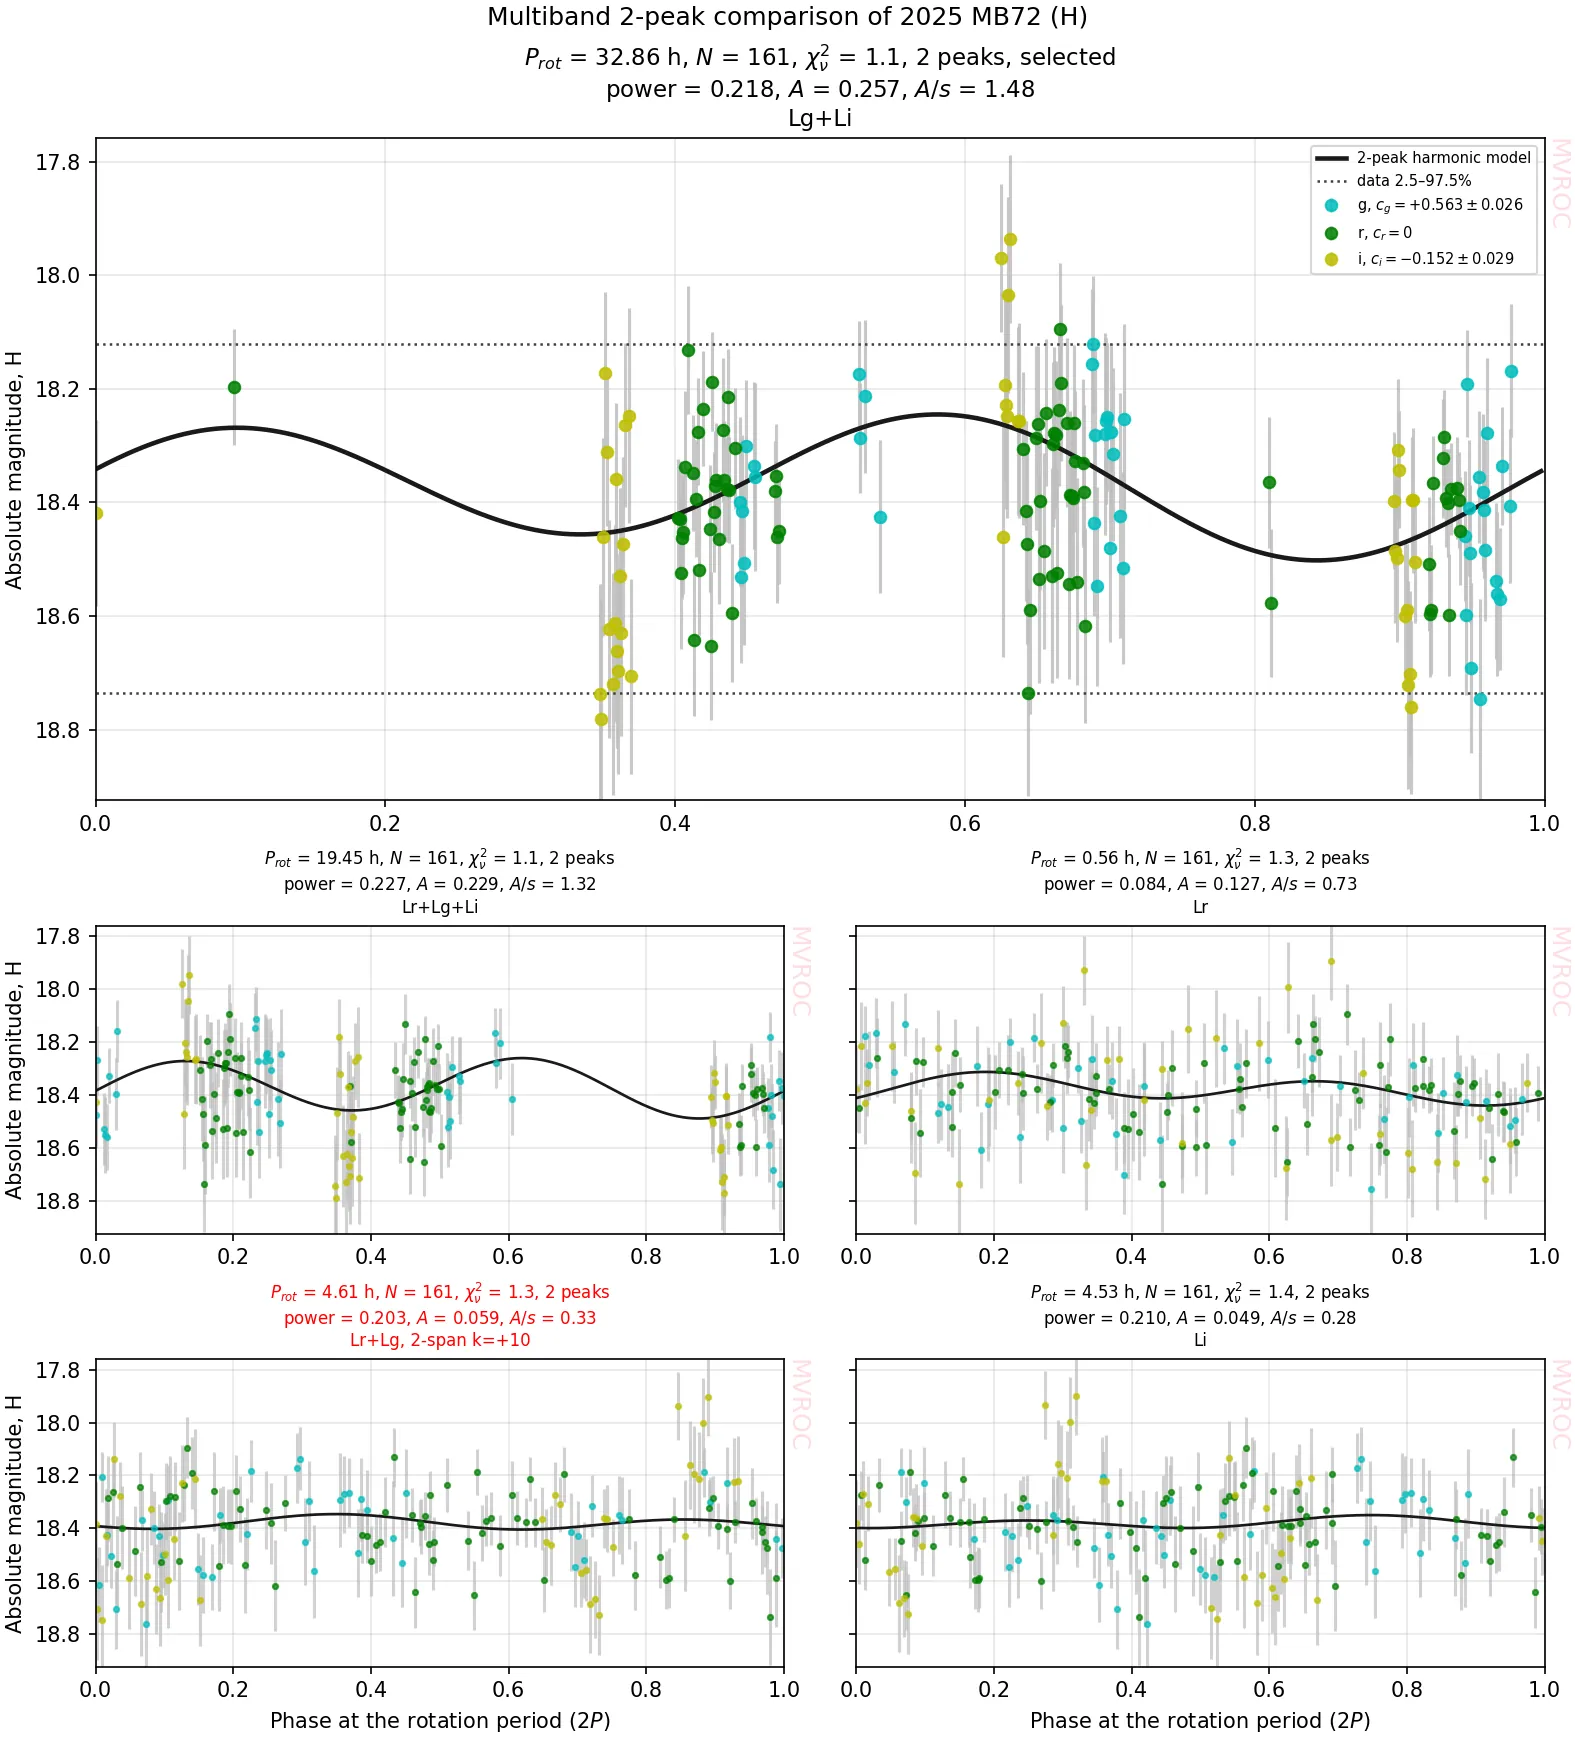 Multiband 2-peak comparison of 2025 MB72 (H)
P_rot = 32.86 h, N = 161, χ²_ν = 1.1, 2 peaks, selected
power = 0.218, A = 0.257, A/s = 1.48
Lg+Li
2-peak harmonic model
data 2.5–97.5%
g, c_g = +0.563 ± 0.026
r, c_r = 0
i, c_i = −0.152 ± 0.029
MVROC
Absolute magnitude, H
17.8
18.0
18.2
18.4
18.6
18.8
0.0 0.2 0.4 0.6 0.8 1.0
P_rot = 19.45 h, N = 161, χ²_ν = 1.1, 2 peaks
power = 0.227, A = 0.229, A/s = 1.32
Lr+Lg+Li
MVROC
Absolute magnitude, H
17.8
18.0
18.2
18.4
18.6
18.8
0.0 0.2 0.4 0.6 0.8 1.0
P_rot = 0.56 h, N = 161, χ²_ν = 1.3, 2 peaks
power = 0.084, A = 0.127, A/s = 0.73
Lr
MVROC
0.0 0.2 0.4 0.6 0.8 1.0
P_rot = 4.61 h, N = 161, χ²_ν = 1.3, 2 peaks
power = 0.203, A = 0.059, A/s = 0.33
Lr+Lg, 2-span k=+10
MVROC
Absolute magnitude, H
17.8
18.0
18.2
18.4
18.6
18.8
0.0 0.2 0.4 0.6 0.8 1.0
Phase at the rotation period (2P)
P_rot = 4.53 h, N = 161, χ²_ν = 1.4, 2 peaks
power = 0.210, A = 0.049, A/s = 0.28
Li
MVROC
0.0 0.2 0.4 0.6 0.8 1.0
Phase at the rotation period (2P)